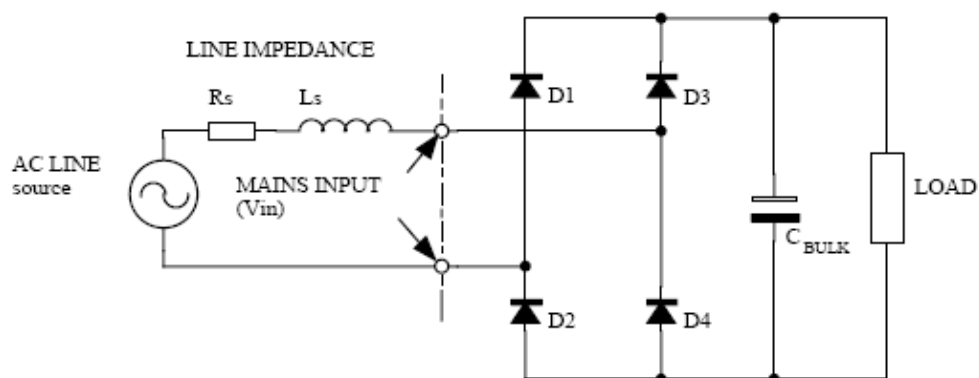 LINE IMPEDANCE
Rs
Ls
D1
D3
AC LINE
source
MAINS INPUT
(Vin)
LOAD
C BULK
D2
D4